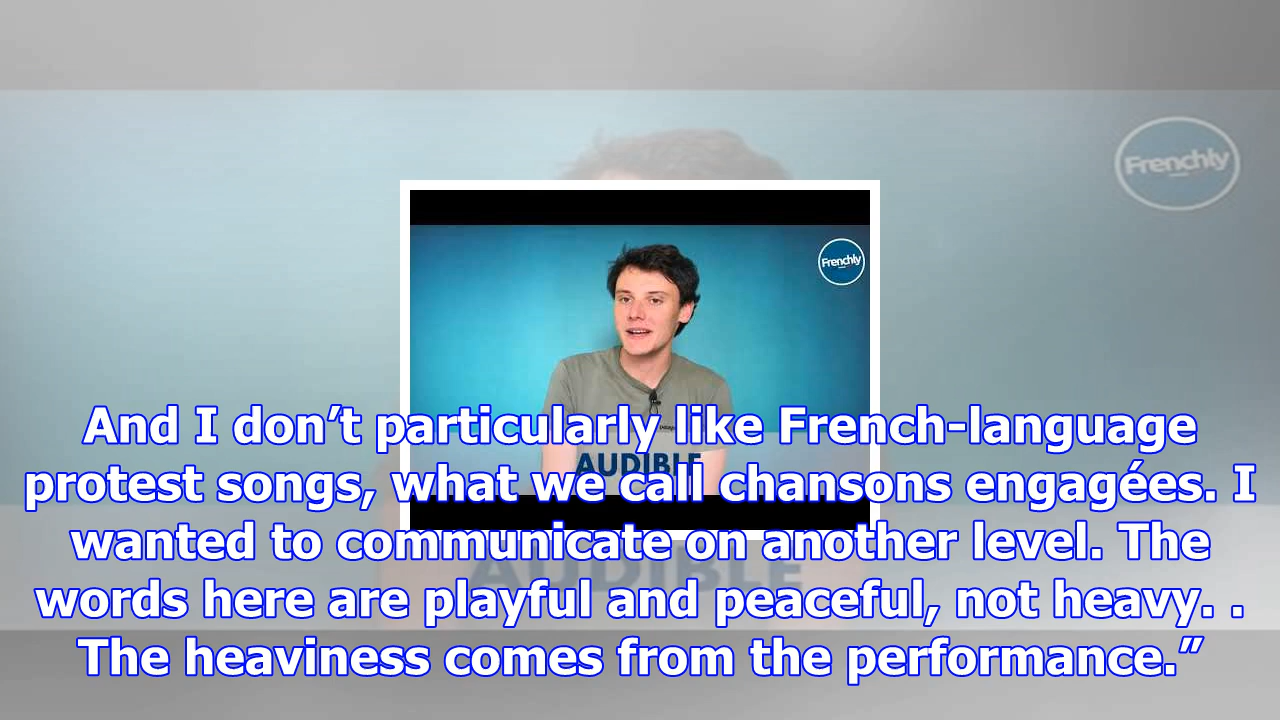 Frenchly
Frenchly
AUDIBLE
And I don’t particularly like French-language
protest songs, what we call chansons engagées. I
wanted to communicate on another level. The
words here are playful and peaceful, not heavy. .
The heaviness comes from the performance.”
AUDIBLE